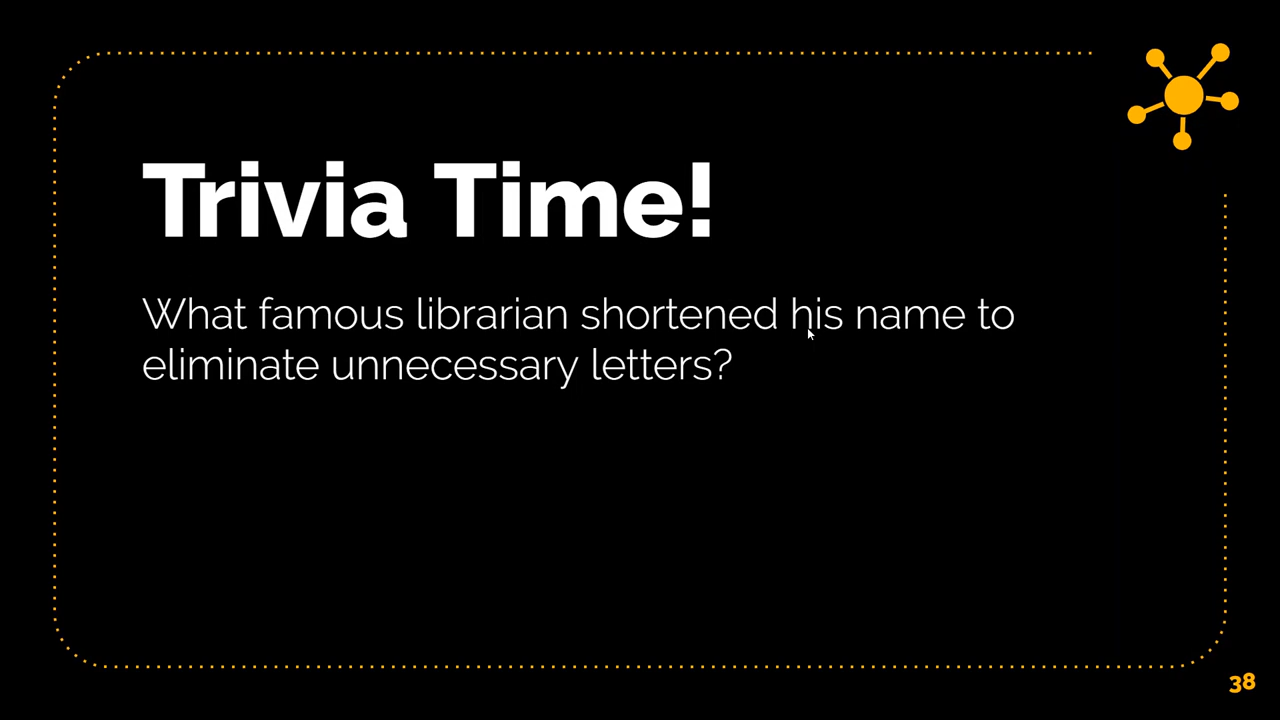 Trivia Time!
What famous librarian shortened his name to
eliminate unnecessary letters?
38